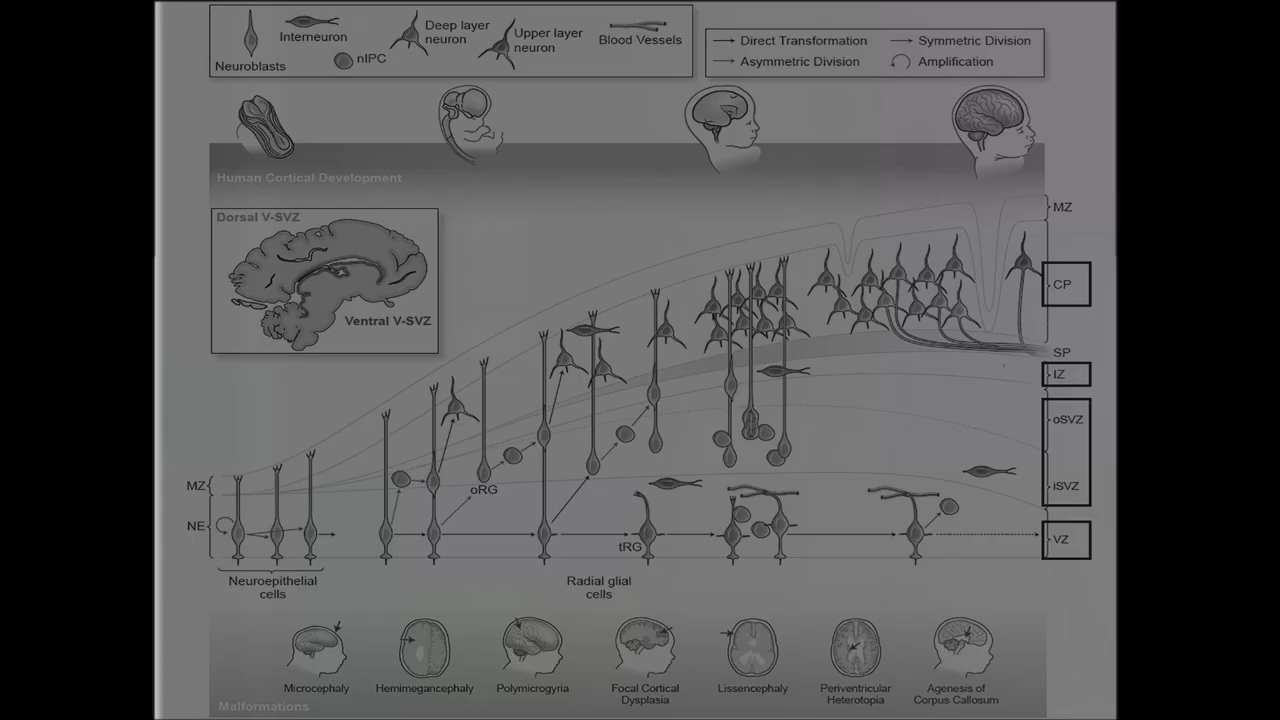 Neuroblasts
Interneuron
nIPC
Deep layer
neuron
Upper layer
neuron
Blood Vessels
Direct Transformation
Symmetric Division
Asymmetric Division
Amplification
Human Cortical Development
Dorsal V-SVZ
Ventral V-SVZ
MZ
CP
SP
IZ
oSVZ
iSVZ
VZ
MZ
NE
oRG
tRG
Neuroepithelial
cells
Radial glial
cells
Microcephaly
Hemimegancephaly
Polymicrogyria
Focal Cortical
Dysplasia
Lissencephaly
Periventricular
Heterotopia
Agenesis of
Corpus Callosum
Malformations